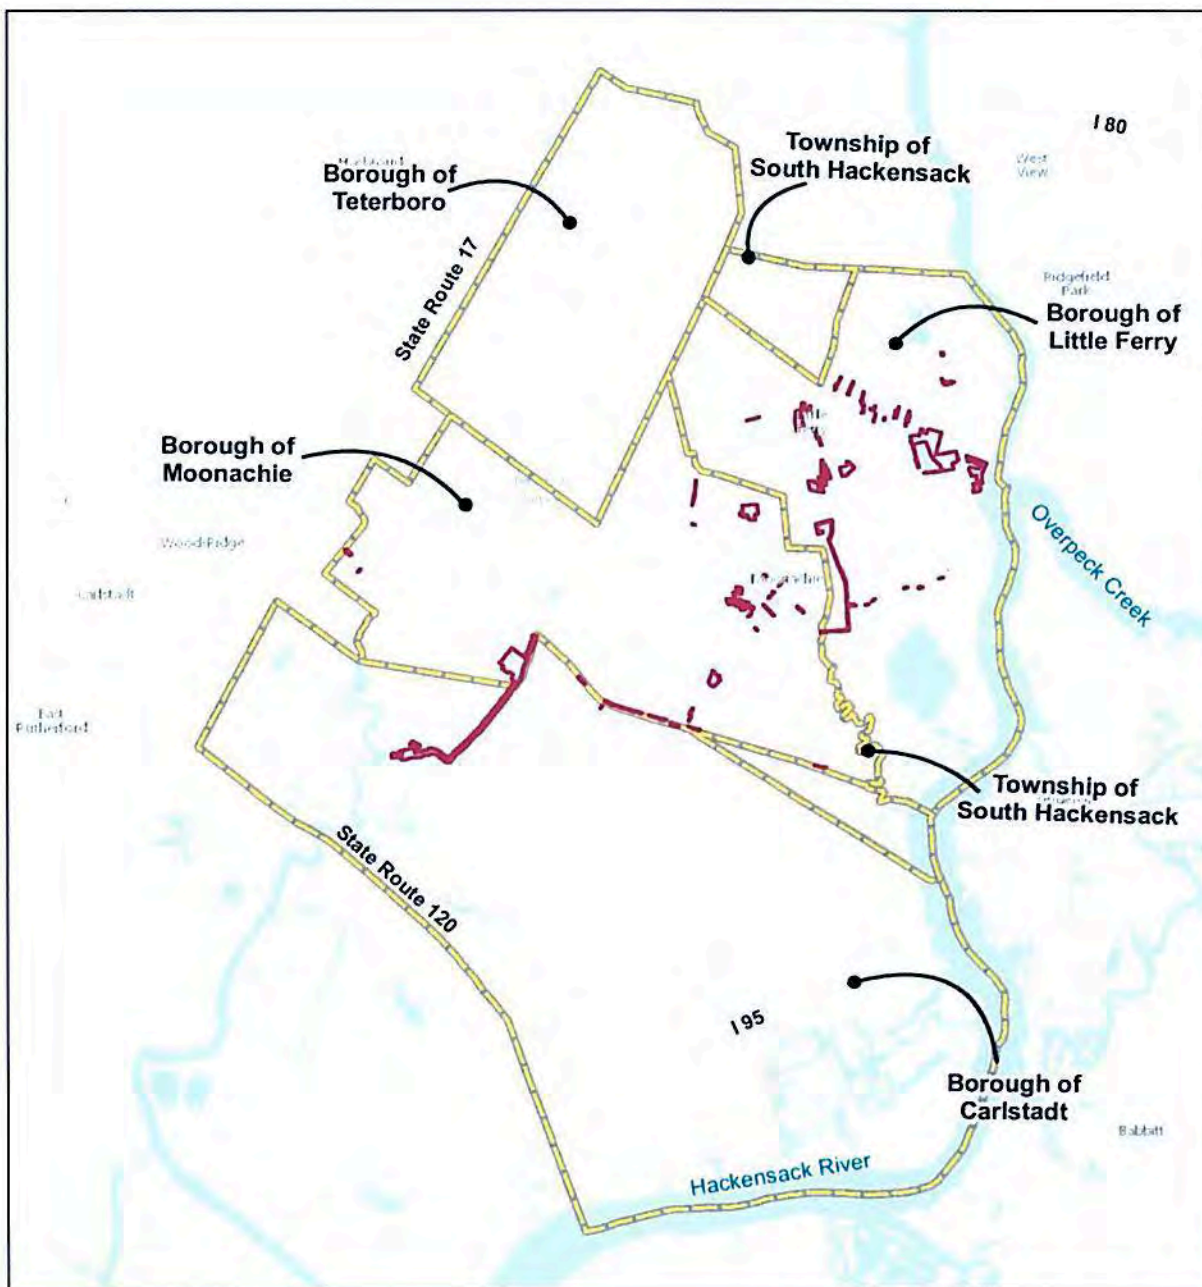 I 80
Township of
South Hackensack
West
View
Borough of
Teterboro
State Route 17
Ridgefield
Park
Borough of
Little Ferry
Borough of
Moonachie
Overpeck Creek
Wood-Ridge
Carlstadt
East
Rutherford
Township of
South Hackensack
State Route 120
I 95
Borough of
Carlstadt
Babbitt
Hackensack River